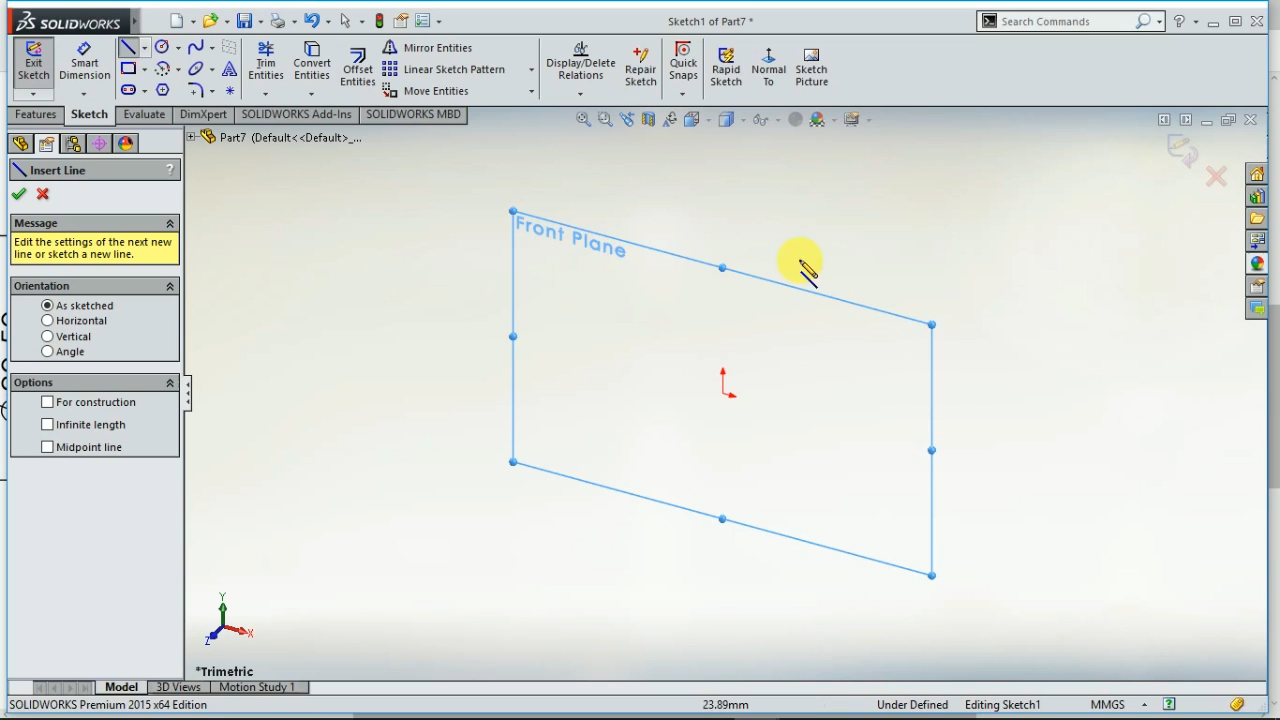 SOLIDWORKS
Sketch1 of Part7 *
Search Commands
Exit Sketch
Smart Dimension
Trim Entities
Convert Entities
Offset Entities
Mirror Entities
Linear Sketch Pattern
Move Entities
Display/Delete Relations
Repair Sketch
Quick Snaps
Rapid Sketch
Normal To
Sketch Picture
Features Sketch Evaluate DimXpert SOLIDWORKS Add-Ins SOLIDWORKS MBD
Part7 (Default<<Default>_...
Insert Line
?
Message
Edit the settings of the next new
line or sketch a new line.
Orientation
As sketched
Horizontal
Vertical
Angle
Options
For construction
Infinite length
Midpoint line
Front Plane
Y
X
Z
*Trimetric
Model 3D Views Motion Study 1
SOLIDWORKS Premium 2015 x64 Edition 23.89mm Under Defined Editing Sketch1 MMGS